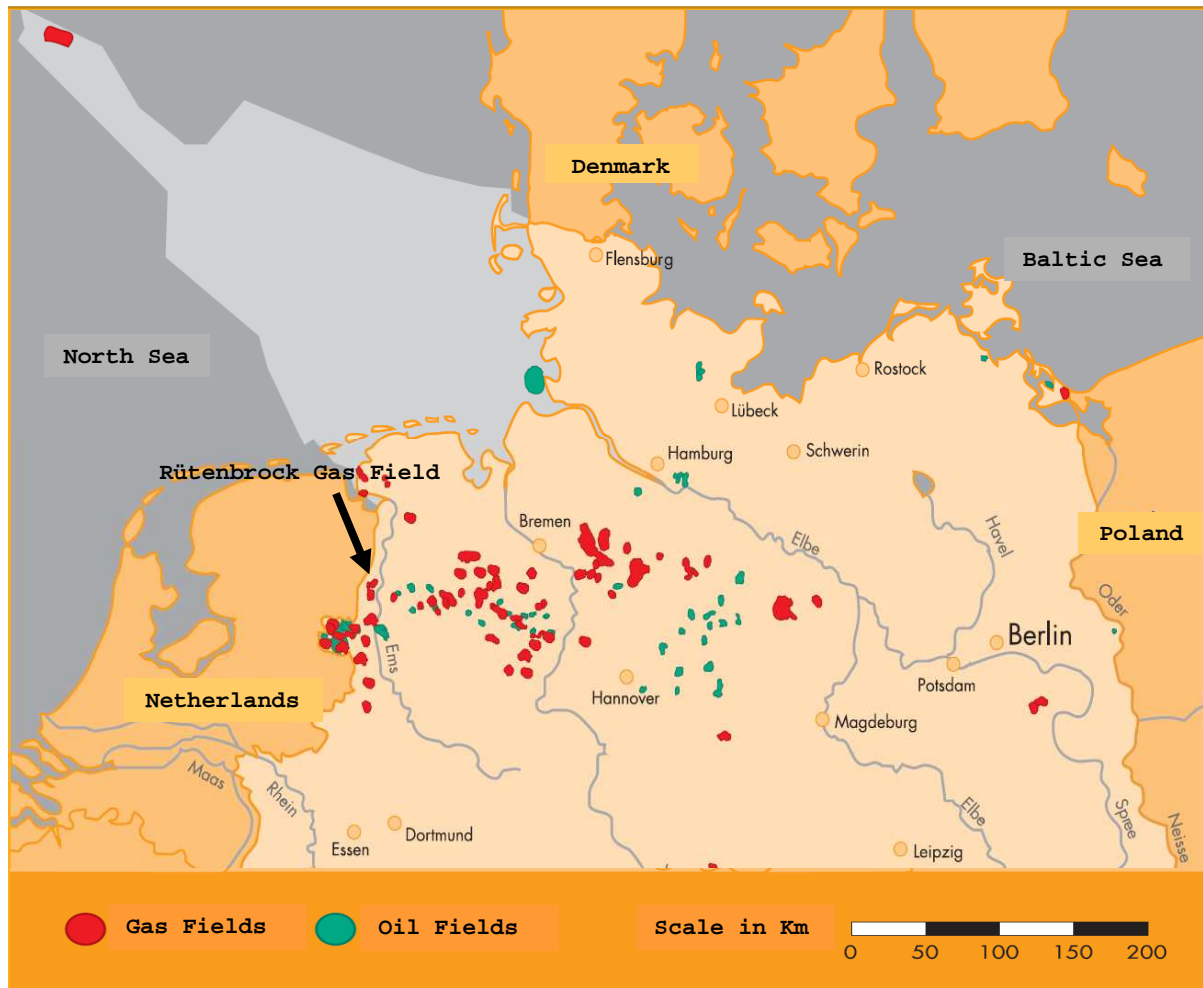 Denmark
Flensburg
Baltic Sea
North Sea
Rostock
Lübeck
Schwerin
Hamburg
Rütenbrock Gas Field
Bremen
Elbe
Havel
Poland
Oder
Ems
Berlin
Potsdam
Hannover
Netherlands
Magdeburg
Maas
Rhein
Elbe
Spree
Neisse
Dortmund
Essen
Leipzig
Gas Fields
Oil Fields
Scale in Km
0 50 100 150 200